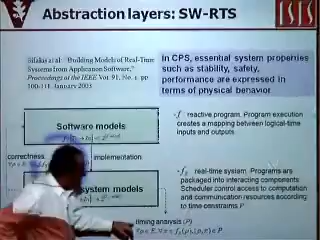 Abstraction layers: SW-RTS
Sifakis at al: "Building Models of Real-Time
Systems from Application Software,"
Proceedings of the IEEE Vol. 91, No. 1. pp.
100-111, January 2003
In CPS, essential system properties
such as stability, safety,
performance are expressed in
terms of physical behavior
Software models
• f : reactive program. Program execution
creates a mapping between logical-time
inputs and outputs
correctness
implementation
system models
• fR : real-time system. Programs are
packaged into interacting components.
Scheduler control access to computation
and communication resources according
to time constraints P
timing analysis (P)
ISIS